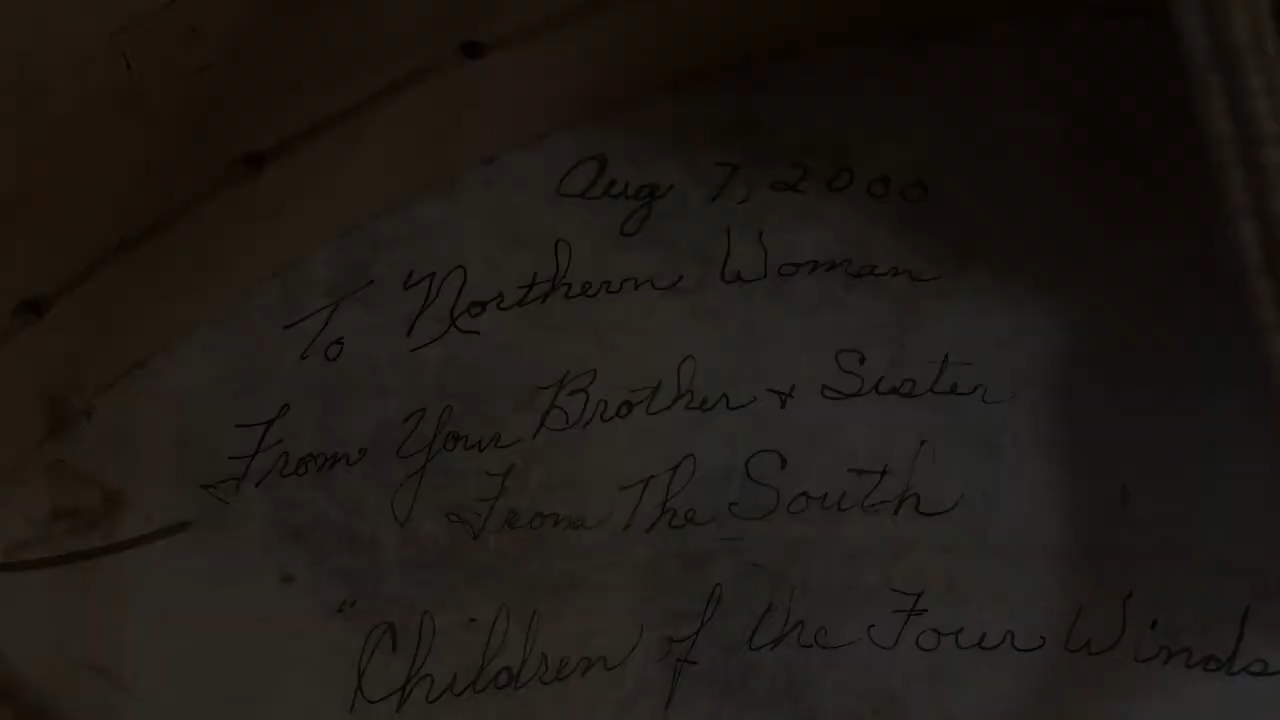 Aug 7, 2000
To Northern Woman
From Your Brother & Sister
From The South
"Children of the Four Winds